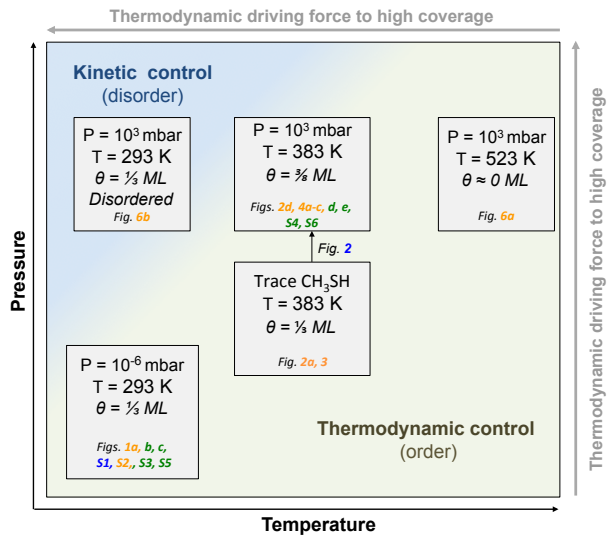 Thermodynamic driving force to high coverage
Kinetic control
(disorder)
P = 10³ mbar
T = 293 K
θ = ⅓ ML
Disordered
Fig. 6b
P = 10³ mbar
T = 383 K
θ = ⅜ ML
Figs. 2d, 4a-c, d, e,
S4, S6
P = 10³ mbar
T = 523 K
θ ≈ 0 ML
Fig. 6a
Fig. 2
Trace CH₃SH
T = 383 K
θ = ⅓ ML
Fig. 2a, 3
P = 10⁻⁶ mbar
T = 293 K
θ = ⅓ ML
Figs. 1a, b, c,
S1, S2,, S3, S5
Thermodynamic control
(order)
Pressure
Temperature
Thermodynamic driving force to high coverage